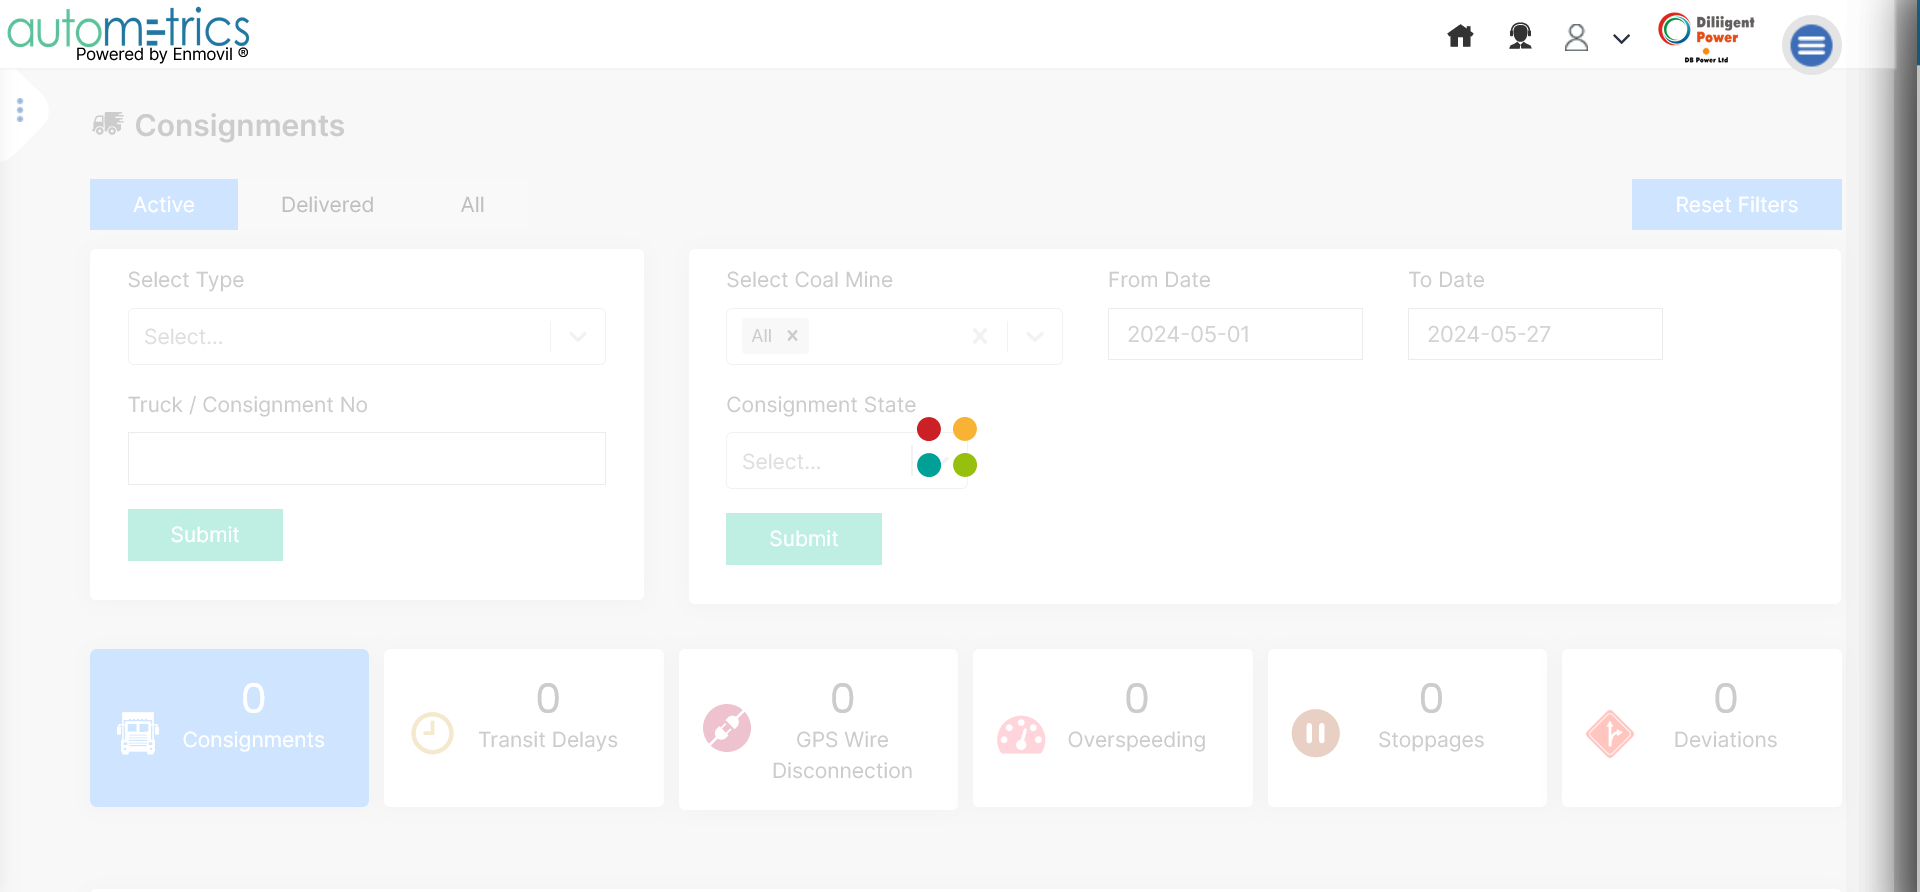 autometrics
Powered by Enmovil ®
Diliigent
Power
DB Power Ltd
Consignments
Active
Delivered
All
Reset Filters
Select Type
Select...
Truck / Consignment No
Submit
Select Coal Mine
From Date
To Date
All
2024-05-01
2024-05-27
Consignment State
Select...
Submit
0
Consignments
0
Transit Delays
0
GPS Wire
Disconnection
0
Overspeeding
0
Stoppages
0
Deviations